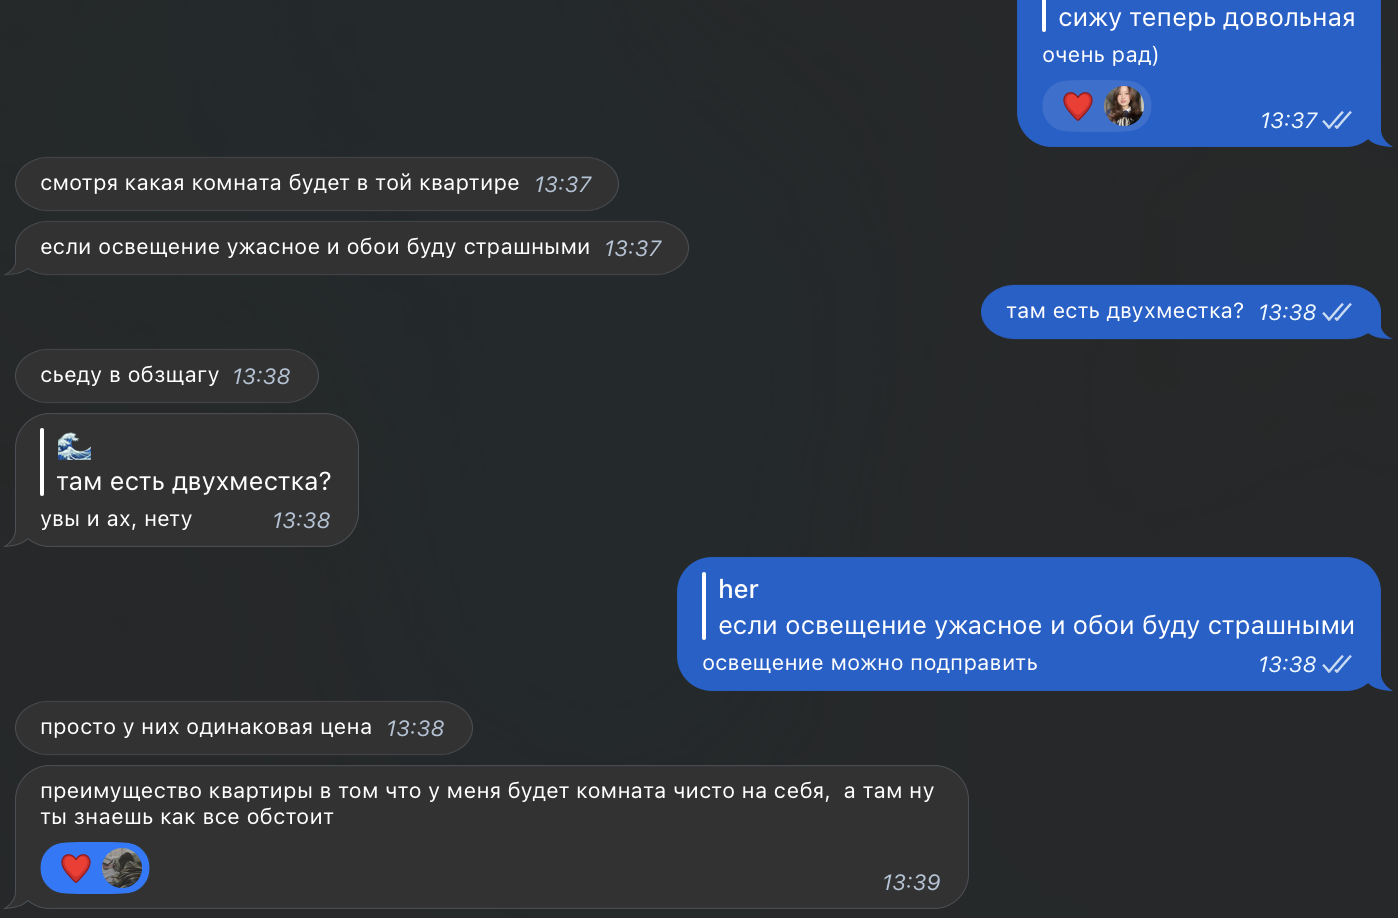 сижу теперь довольная
очень рад)
13:37
смотря какая комната будет в той квартире 13:37
если освещение ужасное и обои буду страшными 13:37
там есть двухместка? 13:38
сьеду в обзщагу 13:38
там есть двухместка?
увы и ах, нету 13:38
her
если освещение ужасное и обои буду страшными
освещение можно подправить 13:38
просто у них одинаковая цена 13:38
преимущество квартиры в том что у меня будет комната чисто на себя, а там ну
ты знаешь как все обстоит
13:39